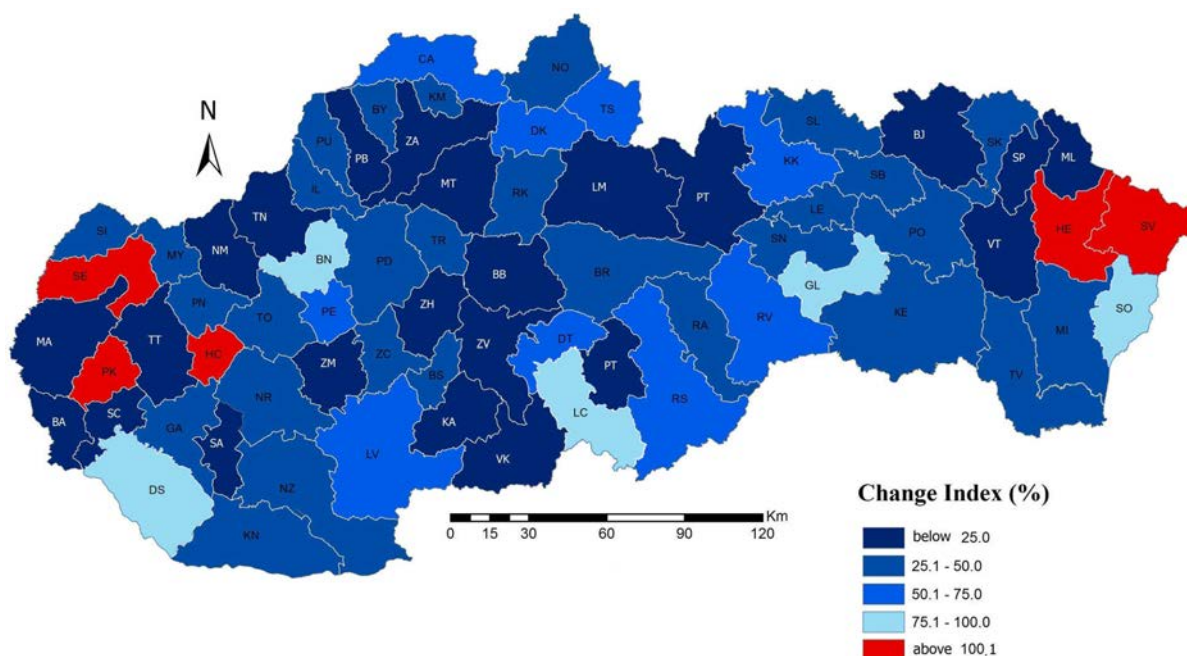 CA
NO
TS
KM
BY
PU
PB
ZA
DK
IL
MT
RK
LM
PT
KK
SL
SB
LE
BJ
SK
SP
ML
TN
NM
SI
MY
SE
BN
PD
TR
BB
BR
SN
GL
PO
VT
HE
SV
PN
TO
PE
ZH
ZV
ZC
ZM
BS
DT
PT
RA
RV
KE
MI
SO
TV
MA
TT
HC
PK
BA
SC
GA
SA
NR
LV
KA
VK
LC
RS
DS
NZ
KN
N
Km
0 15 30 60 90 120
Change Index (%)
below 25.0
25.1 - 50.0
50.1 - 75.0
75.1 - 100.0
above 100.1